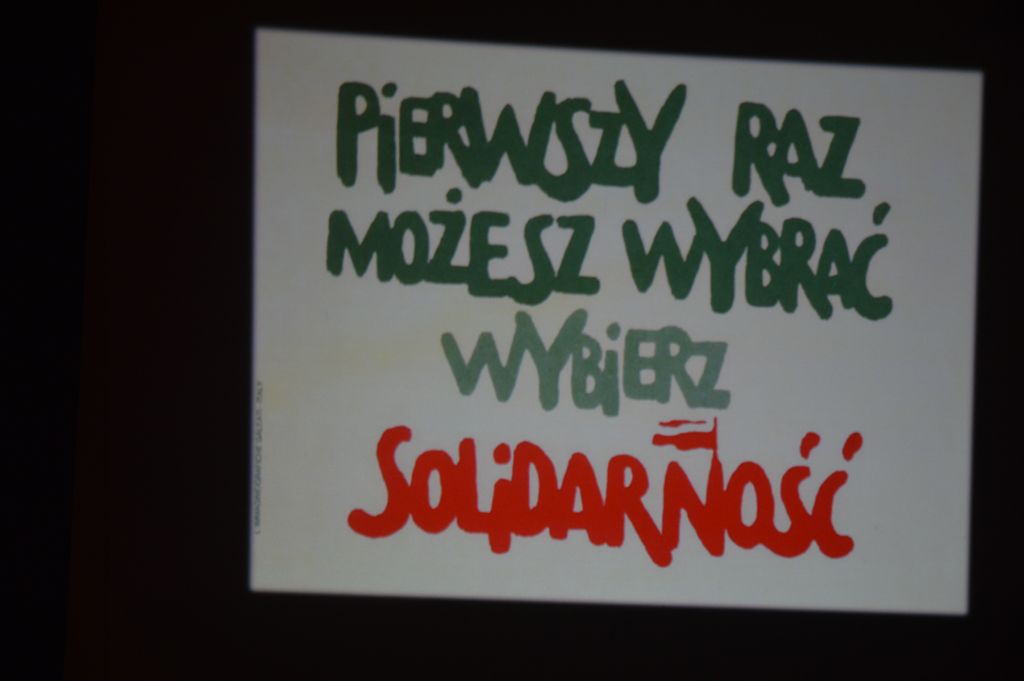 PiERWSZY RAZ
MOŻESZ WYBRAĆ
WYBiERZ
SOLiDARNOŚĆ